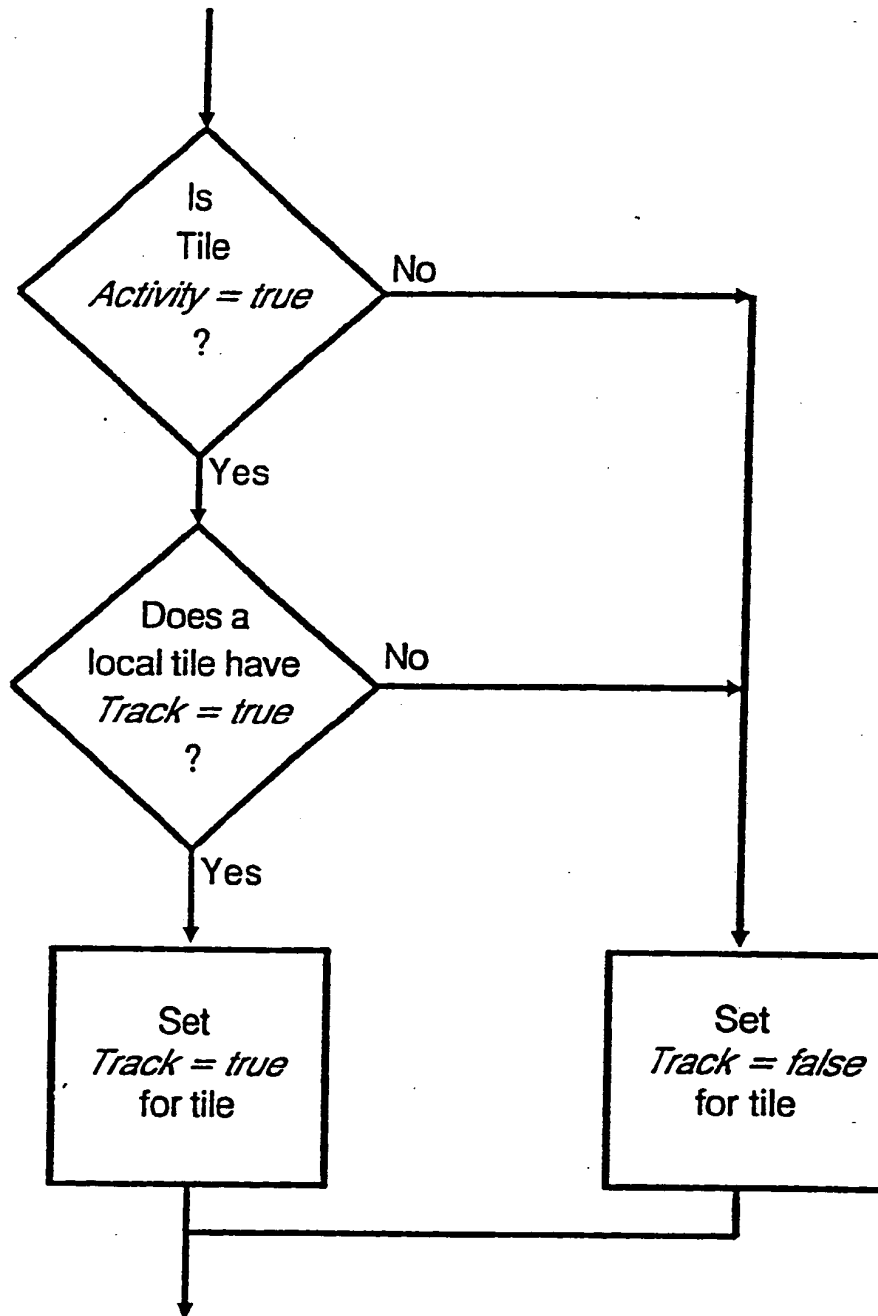 Is
Tile
Activity = true
?
No
Yes
Does a
local tile have
Track = true
?
No
Yes
Set
Track = true
for tile
Set
Track = false
for tile